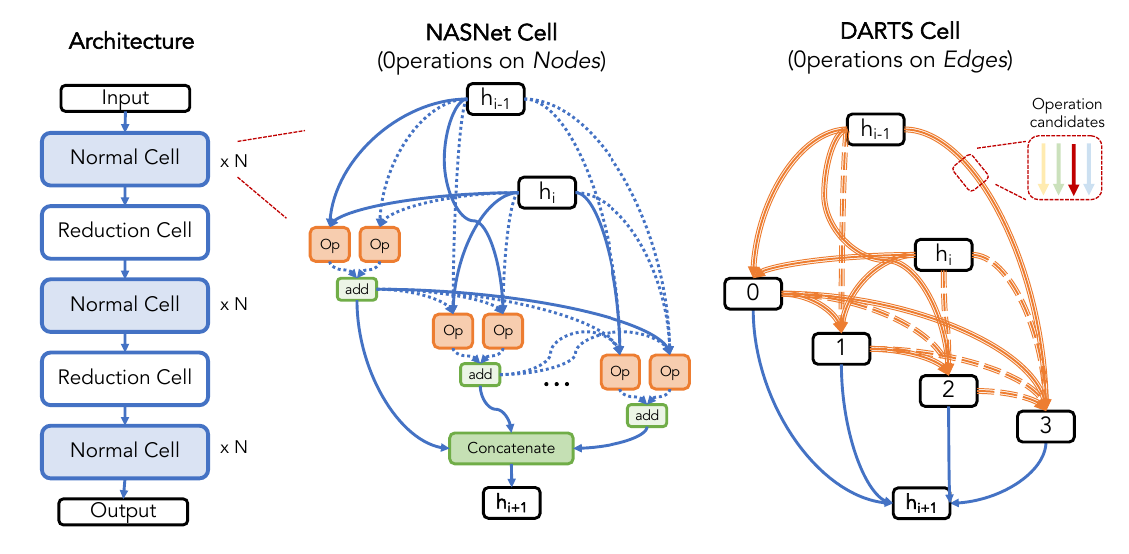 Architecture
Input
Normal Cell
x N
Reduction Cell
Normal Cell
x N
Reduction Cell
Normal Cell
x N
Output
NASNet Cell
(0perations on Nodes)
hi-1
hi
Op
Op
add
Op
Op
add
...
Op
Op
add
Concatenate
hi+1
DARTS Cell
(0perations on Edges)
Operation
candidates
hi-1
hi
0
1
2
3
hi+1